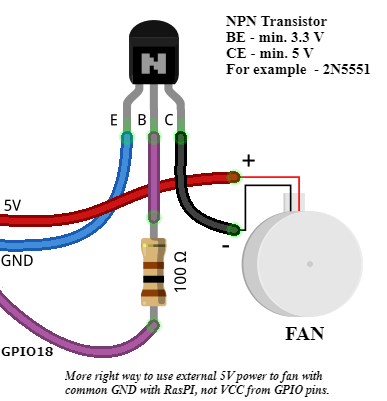 NPN Transistor
BE - min. 3.3 V
CE - min. 5 V
For example - 2N5551
N
E B C
+
5V
-
GND
100 Ω
FAN
GPIO18
More right way to use external 5V power to fan with
common GND with RasPI, not VCC from GPIO pins.